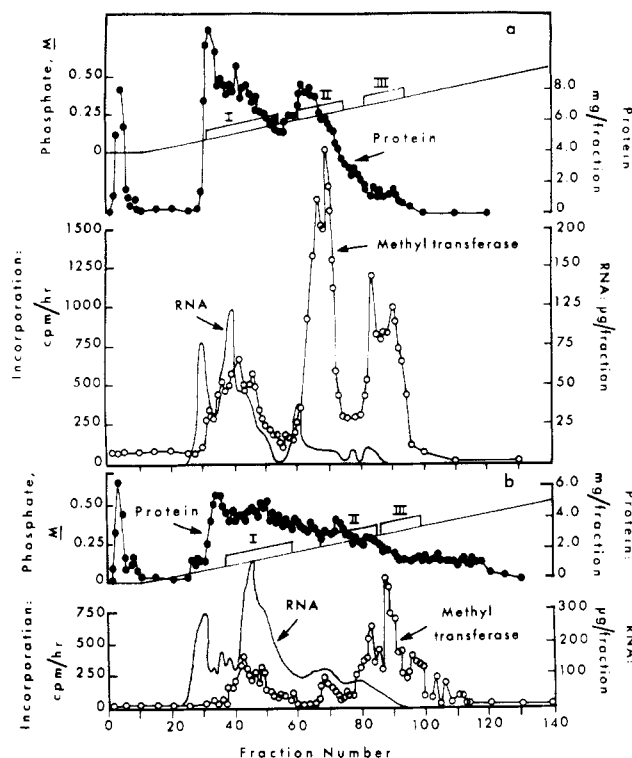 a
Phosphate, M
0.50
0.25
0
I
II
III
Protein
8.0
6.0
4.0
2.0
0
Protein
mg/fraction
Incorporation:
cpm/hr
1500
1250
1000
750
500
250
0
RNA
Methyl transferase
200
125
75
25
RNA: µg/fraction
b
Phosphate,
M
0.50
0.25
0
Protein
I
II
III
6.0
4.0
2.0
0
Protein:
mg/fraction
Incorporation:
cpm/hr
750
500
250
0
RNA
Methyl
transferase
300
200
100
RNA:
µg/fraction
0 20 40 60 80 100 120 140
Fraction Number